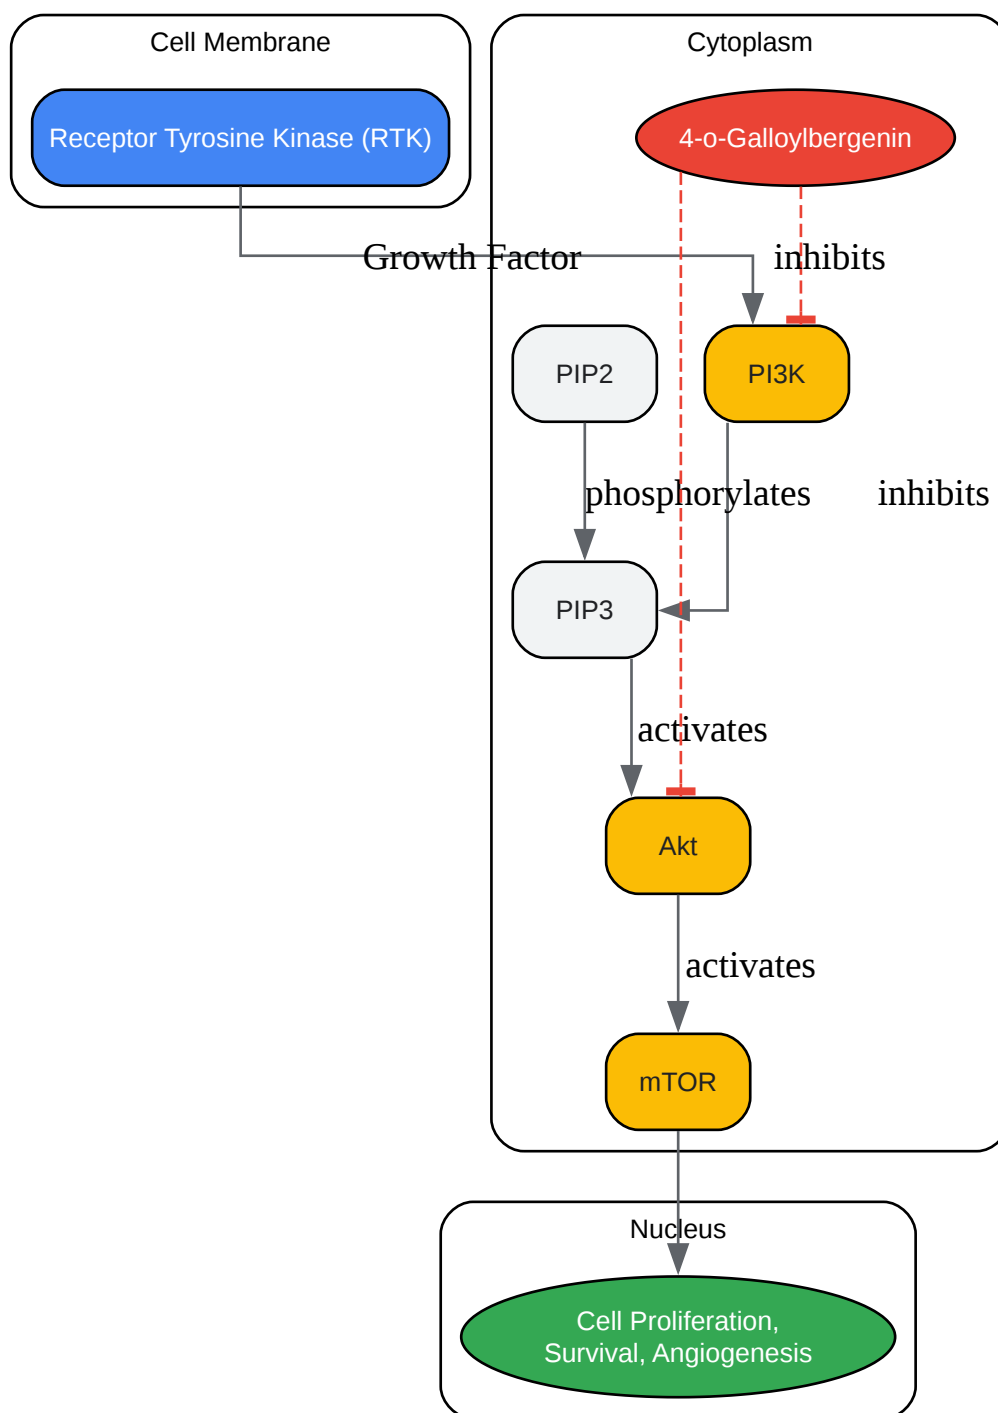 Cell Membrane
Cytoplasm
Receptor Tyrosine Kinase (RTK)
4-o-Galloylbergenin
Growth Factor
inhibits
PIP2
PI3K
phosphorylates
inhibits
PIP3
activates
Akt
activates
mTOR
Nucleus
Cell Proliferation,
Survival, Angiogenesis